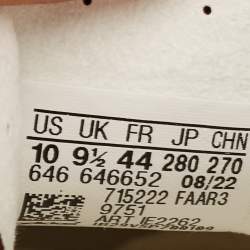 US UK FR JP CHN
10 9½ 44 280 270
646 646652 08/22
715222 FAAR3
9751
ART IF2262